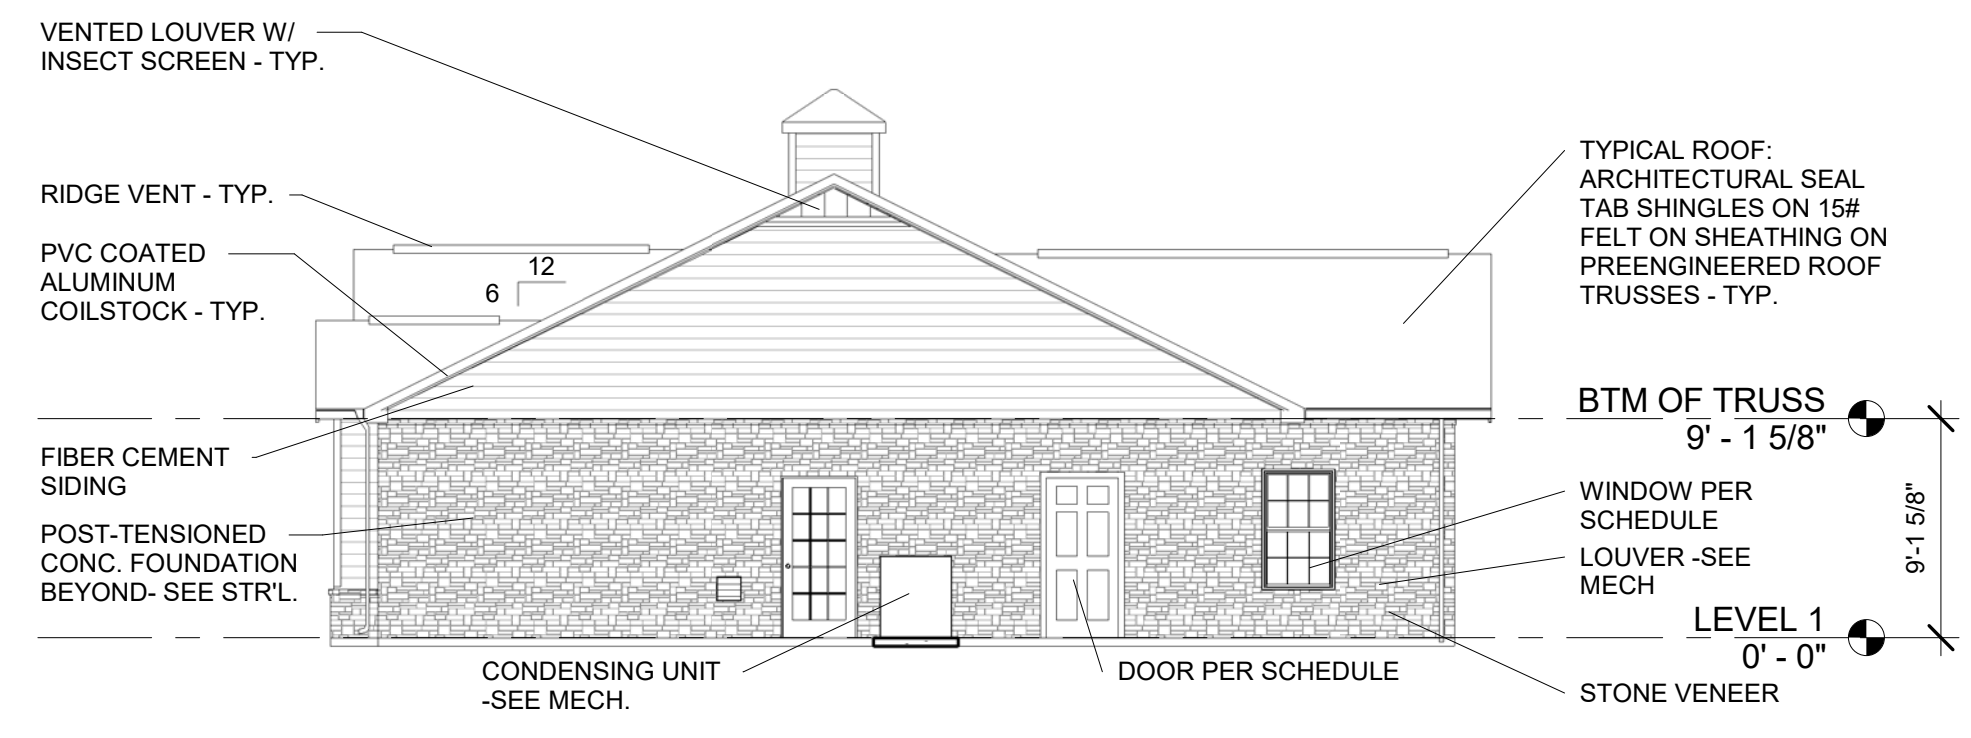 VENTED LOUVER W/
INSECT SCREEN - TYP.
RIDGE VENT - TYP.
PVC COATED
ALUMINUM
COILSTOCK - TYP.
12
6
FIBER CEMENT
SIDING
POST-TENSIONED
CONC. FOUNDATION
BEYOND- SEE STR'L.
CONDENSING UNIT
-SEE MECH.
DOOR PER SCHEDULE
TYPICAL ROOF:
ARCHITECTURAL SEAL
TAB SHINGLES ON 15#
FELT ON SHEATHING ON
PREENGINEERED ROOF
TRUSSES - TYP.
BTM OF TRUSS
9' - 1 5/8"
WINDOW PER
SCHEDULE
LOUVER -SEE
MECH
9'-1 5/8"
LEVEL 1
0' - 0"
STONE VENEER